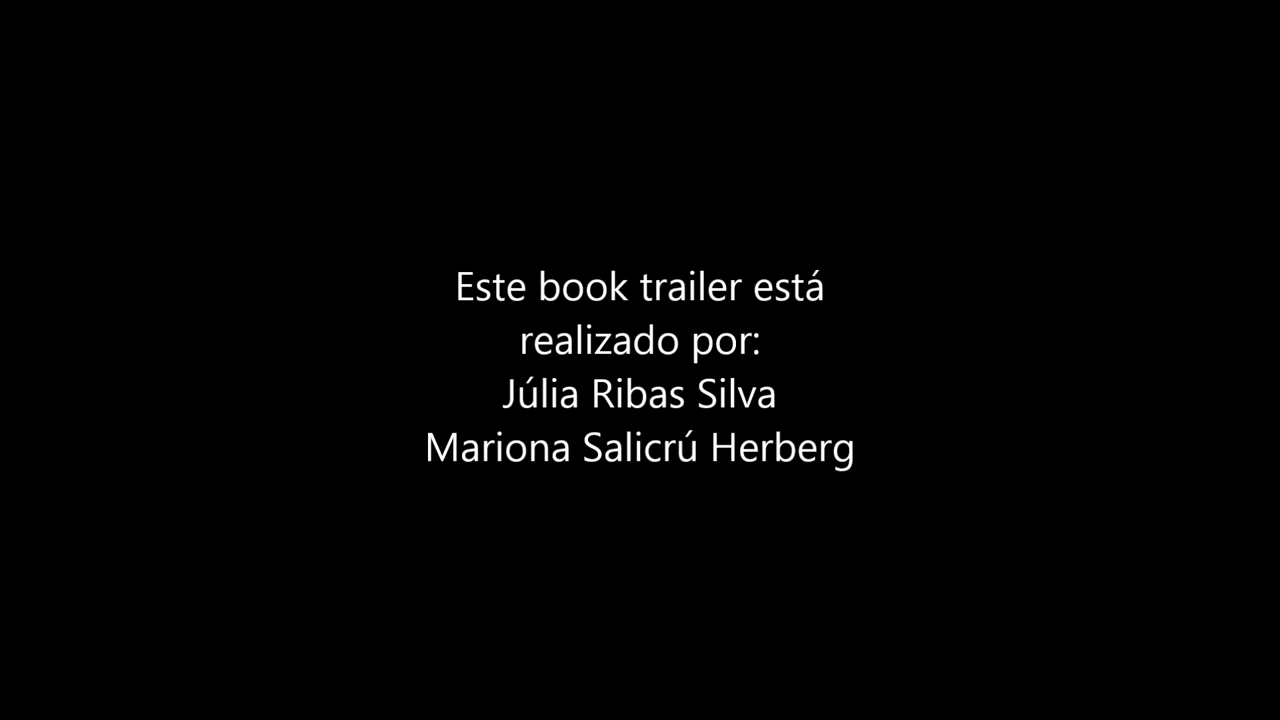 Este book trailer está
realizado por:
Júlia Ribas Silva
Mariona Salicrú Herberg